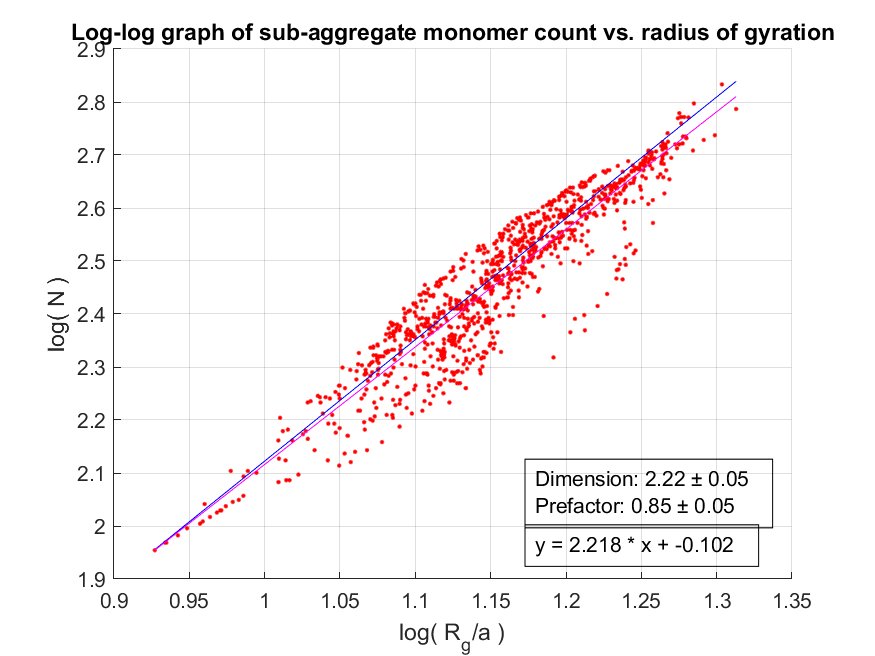 Log-log graph of sub-aggregate monomer count vs. radius of gyration
2.9
2.8
2.7
2.6
2.5
2.4
2.3
2.2
2.1
2
1.9
log( N )
Dimension: 2.22 ± 0.05
Prefactor: 0.85 ± 0.05
y = 2.218 * x + -0.102
0.9 0.95 1 1.05 1.1 1.15 1.2 1.25 1.3 1.35
log( R_g/a )